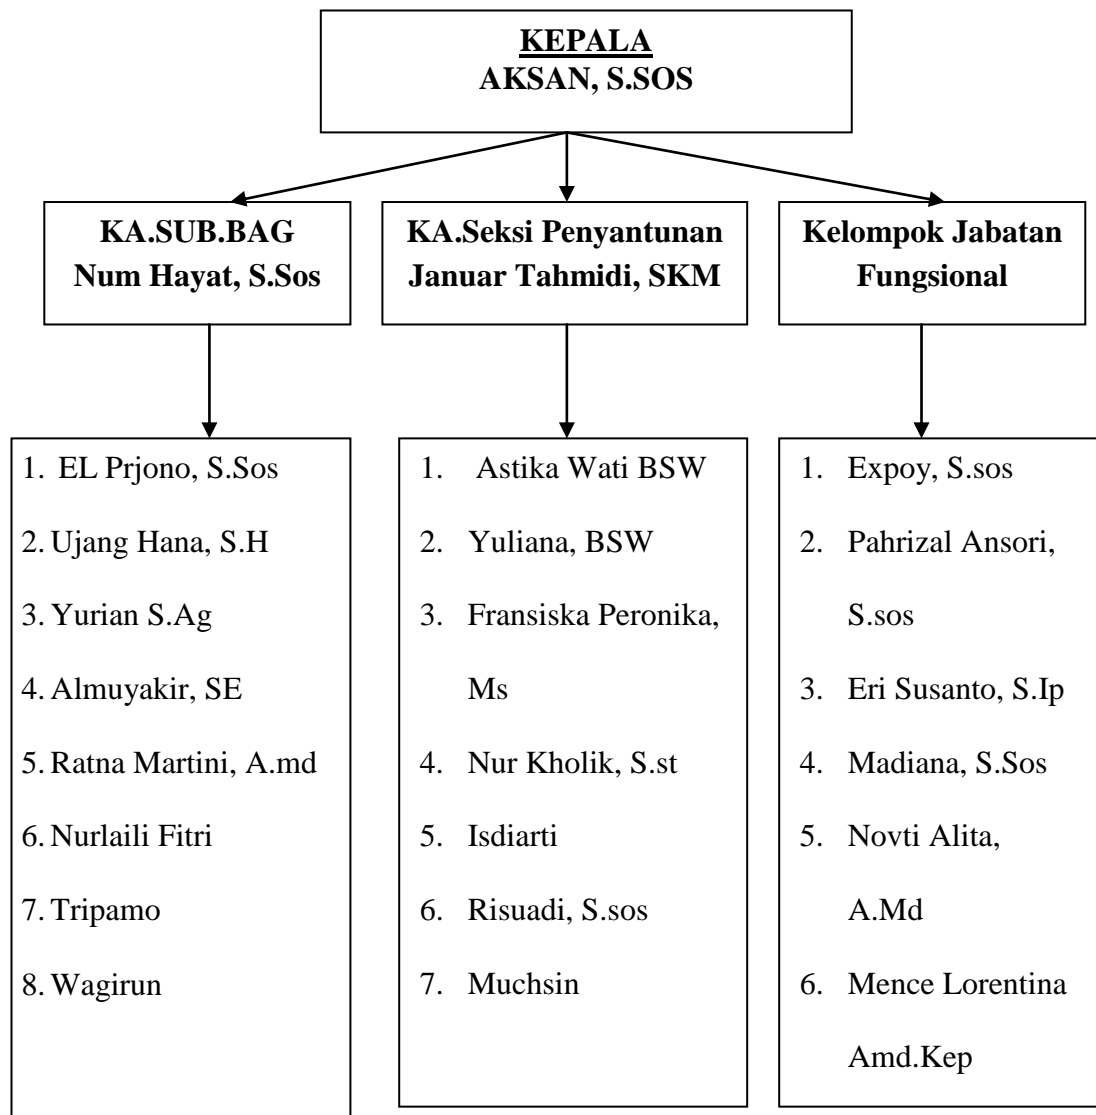 KEPALA
AKSAN, S.SOS
KA.SUB.BAG
Num Hayat, S.Sos
KA.Seksi Penyantunan
Januar Tahmidi, SKM
Kelompok Jabatan
Fungsional
1. EL Prjono, S.Sos
2. Ujang Hana, S.H
3. Yurian S.Ag
4. Almuyakir, SE
5. Ratna Martini, A.md
6. Nurlaili Fitri
7. Tripamo
8. Wagirun
1. Astika Wati BSW
2. Yuliana, BSW
3. Fransiska Peronika,
Ms
4. Nur Kholik, S.st
5. Isdiarti
6. Risuadi, S.sos
7. Muchsin
1. Expoy, S.sos
2. Pahrizal Ansori,
S.sos
3. Eri Susanto, S.Ip
4. Madiana, S.Sos
5. Novti Alita,
A.Md
6. Mence Lorentina
Amd.Kep